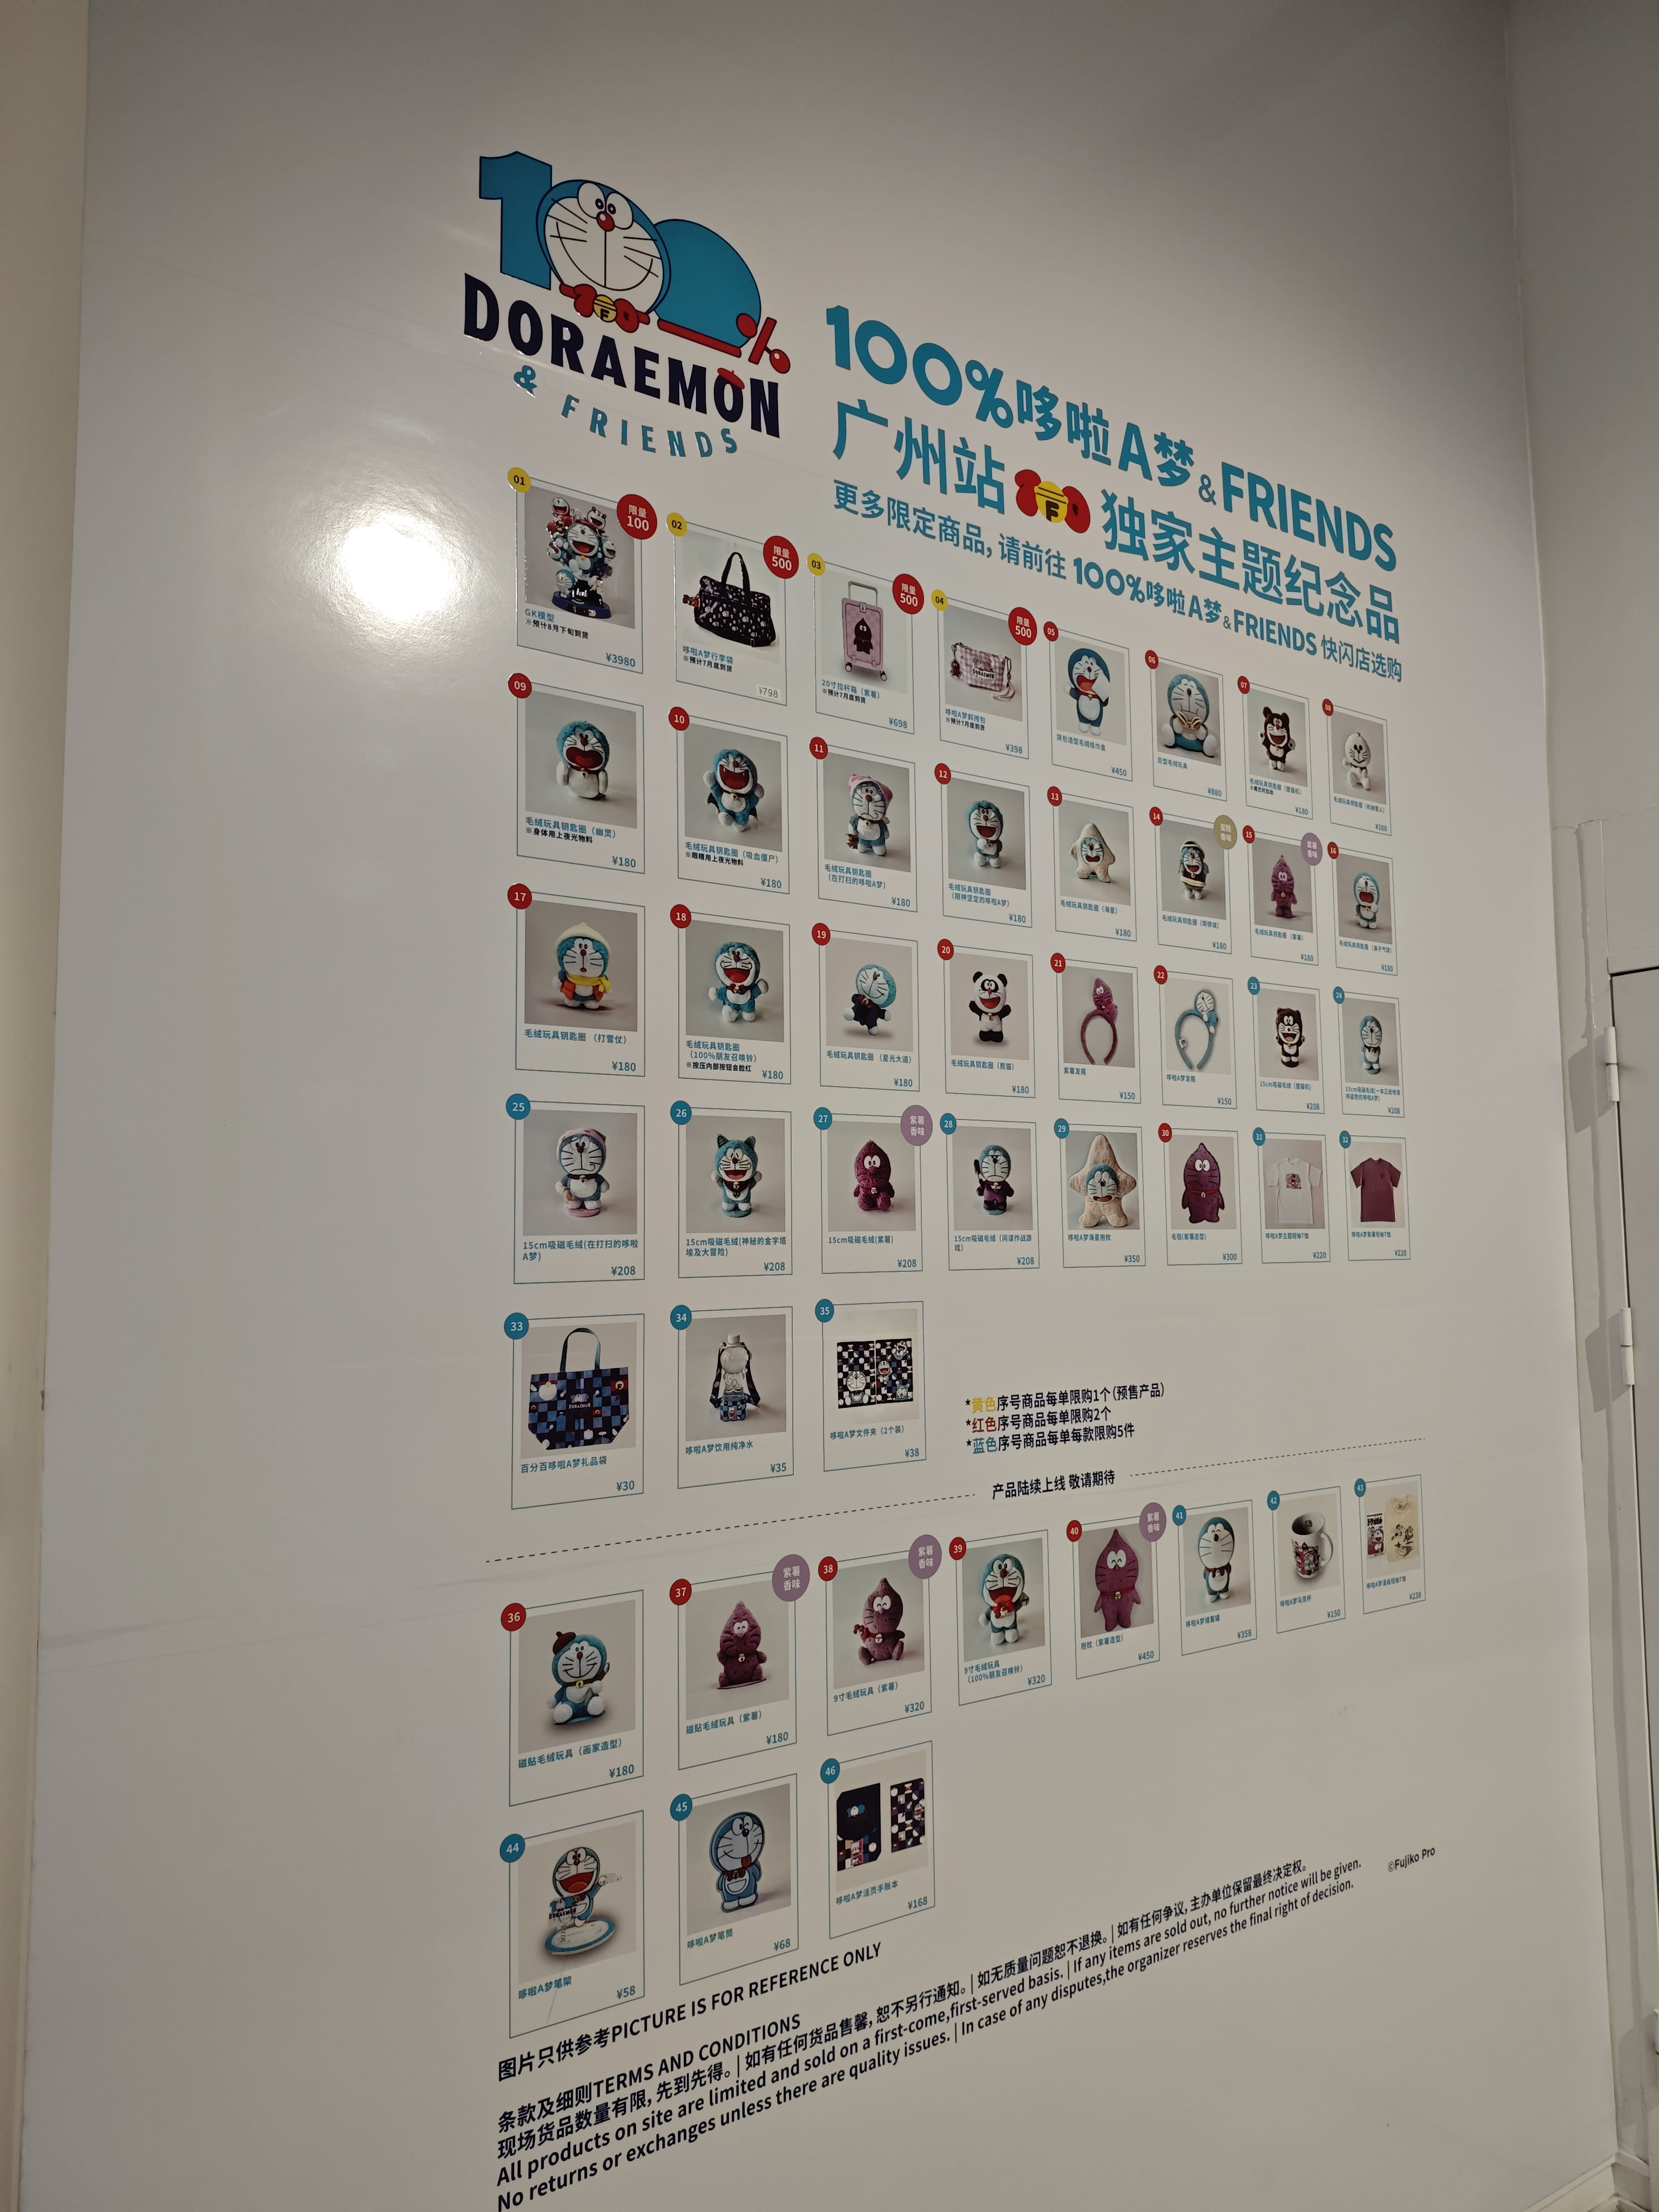 100%
DORAEMON
& FRIENDS
100%哆啦A梦&FRIENDS
广州站 独家主题纪念品
更多限定商品，请前往 100%哆啦A梦&FRIENDS 快闪店选购
01
限量
100
GK模型
※预计8月下旬到货
¥3980
02
限量
500
哆啦A梦行李袋
※预计7月底到货
¥798
03
限量
500
20寸拉杆箱（紫薯）
※预计7月底到货
¥698
04
限量
500
哆啦A梦斜挎包
※预计7月底到货
¥398
05
哭后造型毛绒纸巾盒
¥450
06
巨型毛绒玩具
¥880
07
¥180
08
¥180
09
毛绒玩具钥匙圈（幽灵）
※身体用上夜光物料
¥180
10
毛绒玩具钥匙圈（吸血僵尸）
※眼睛用上夜光物料
¥180
11
毛绒玩具钥匙圈
（在打扫的哆啦A梦）
¥180
12
毛绒玩具钥匙圈
（眼神坚定的哆啦A梦）
¥180
13
毛绒玩具钥匙圈（海星）
¥180
14
毛绒玩具钥匙圈（铜锣烧）
¥180
15
紫薯
香味
毛绒玩具钥匙圈（紫薯）
¥180
16
¥180
17
毛绒玩具钥匙圈（打雪仗）
¥180
18
毛绒玩具钥匙圈
（100%朋友召唤铃）
※按压内部按钮会脸红
¥180
19
毛绒玩具钥匙圈（星光大道）
¥180
20
毛绒玩具钥匙圈（熊猫）
¥180
21
紫薯发箍
¥150
22
哆啦A梦发箍
¥150
23
¥208
24
¥208
25
15cm吸磁毛绒(在打扫的哆啦
A梦)
¥208
26
15cm吸磁毛绒(神秘的金字塔
埃及大冒险)
¥208
27
紫薯
香味
15cm吸磁毛绒(紫薯)
¥208
28
15cm吸磁毛绒（间谍作战游
戏）
¥208
29
哆啦A梦海星抱枕
¥350
30
毛毯(紫薯造型)
¥300
31
哆啦A梦主题短袖T恤
¥220
32
哆啦A梦紫薯短袖T恤
¥220
33
百分百哆啦A梦礼品袋
¥30
34
哆啦A梦饮用纯净水
¥35
35
哆啦A梦文件夹（2个装）
¥38
*黄色序号商品每单限购1个（预售产品）
*红色序号商品每单限购2个
*蓝色序号商品每单每款限购5件
产品陆续上线 敬请期待
36
磁贴毛绒玩具（画家造型）
¥180
37
紫薯
香味
磁贴毛绒玩具（紫薯）
¥180
38
紫薯
香味
9寸毛绒玩具（紫薯）
¥320
39
9寸毛绒玩具
（100%朋友召唤铃）
¥320
40
紫薯
香味
抱枕（紫薯造型）
¥450
41
¥358
42
哆啦A梦马克杯
¥150
43
44
哆啦A梦笔架
¥58
45
哆啦A梦笔筒
¥68
46
哆啦A梦活页手账本
¥168
图片只供参考PICTURE IS FOR REFERENCE ONLY
条款及细则TERMS AND CONDITIONS
现场货品数量有限，先到先得。| 如有任何货品售罄，恕不另行通知。| 如无质量问题恕不退换。| 如有任何争议，主办单位保留最终决定权。
All products on site are limited and sold on a first-come,first-served basis. | If any items are sold out, no further notice will be given.
No returns or exchanges unless there are quality issues. | In case of any disputes,the organizer reserves the final right of decision.
©Fujiko Pro